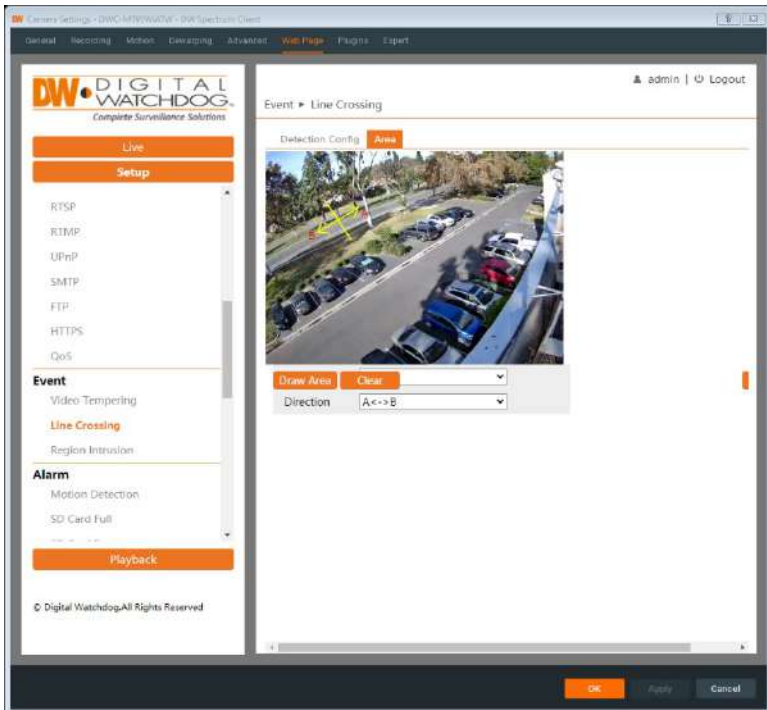 Camera Settings - DW Spectrum Client
General Recording Motion Dewarping Advanced Web Page Plugins Expert
DW DIGITAL
WATCHDOG
Complete Surveillance Solutions
Live
Setup
RTSP
RTMP
UPnP
SMTP
FTP
HTTPS
QoS
Event
Video Tempering
Line Crossing
Region Intrusion
Alarm
Motion Detection
SD Card Full
Playback
© Digital Watchdog,All Rights Reserved
admin | Logout
Event ▸ Line Crossing
Detection Config Area
Draw Area Clear
Direction A<->B
OK Apply Cancel